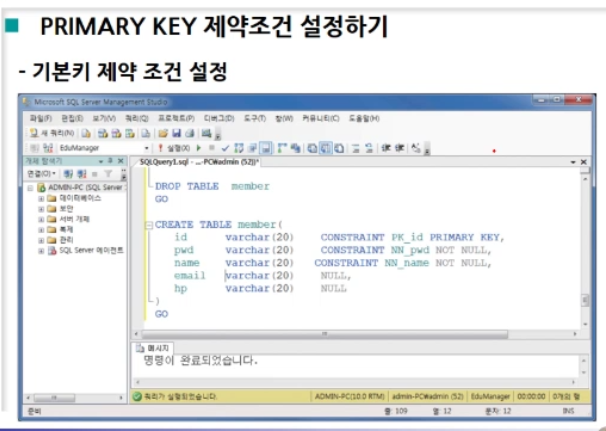 PRIMARY KEY 제약조건 설정하기
- 기본키 제약 조건 설정
Microsoft SQL Server Management Studio
파일(F) 편집(E) 보기(V) 쿼리(Q) 프로젝트(P) 디버그(D) 도구(T) 창(W) 커뮤니티(C) 도움말(H)
새 쿼리(N)
EduManager 실행(X)
개체 탐색기
SQLQuery1.sql - ...-PC\admin (52))*
연결(O)
ADMIN-PC (SQL Server
데이터베이스
보안
서버 개체
복제
관리
SQL Server 에이전트
DROP TABLE member
GO
CREATE TABLE member(
id varchar(20) CONSTRAINT PK_id PRIMARY KEY,
pwd varchar(20) CONSTRAINT NN_pwd NOT NULL,
name varchar(20) CONSTRAINT NN_name NOT NULL,
email varchar(20) NULL,
hp varchar(20) NULL
)
GO
메시지
명령이 완료되었습니다.
쿼리가 실행되었습니다. ADMIN-PC(10.0 RTM) admin-PC\admin (52) EduManager 00:00:00 0개의 행
준비 줄: 109 열: 12 문자: 12 INS